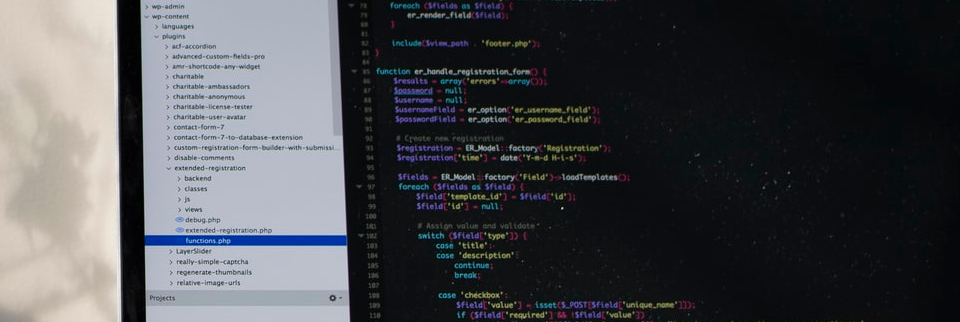 wp-admin
wp-content
languages
plugins
acf-accordion
advanced-custom-fields-pro
amr-shortcode-any-widget
charitable
charitable-ambassadors
charitable-anonymous
charitable-license-tester
charitable-user-avatar
contact-form-7
contact-form-7-to-database-extension
custom-registration-form-builder-with-submissi...
disable-comments
extended-registration
backend
classes
js
views
debug.php
extended-registration.php
functions.php
LayerSlider
really-simple-captcha
regenerate-thumbnails
relative-image-urls
Projects
78 foreach ($fields as $field) {
79 er_render_field($field);
80 }
81
82 include($view_path . 'footer.php');
83 }
84
85 function er_handle_registration_form() {
86 $results = array('errors'=>array());
87 $password = null;
88 $username = null;
89 $usernameField = er_option('er_username_field');
90 $passwordField = er_option('er_password_field');
91
92 # Create new registration
93 $registration = ER_Model::factory('Registration');
94 $registration['time'] = date('Y-m-d H-i-s');
95
96 $fields = ER_Model::factory('Field')->loadTemplates();
97 foreach ($fields as $field) {
98 $field['template_id'] = $field['id'];
99 $field['id'] = null;
100
101 # Assign value and validate
102 switch ($field['type']) {
103 case 'title':
104 case 'description':
105 continue;
106 break;
107
108 case 'checkbox':
109 $field['value'] = isset($_POST[$field['unique_name']]);
110 if ($field['required'] && !$field['value'])